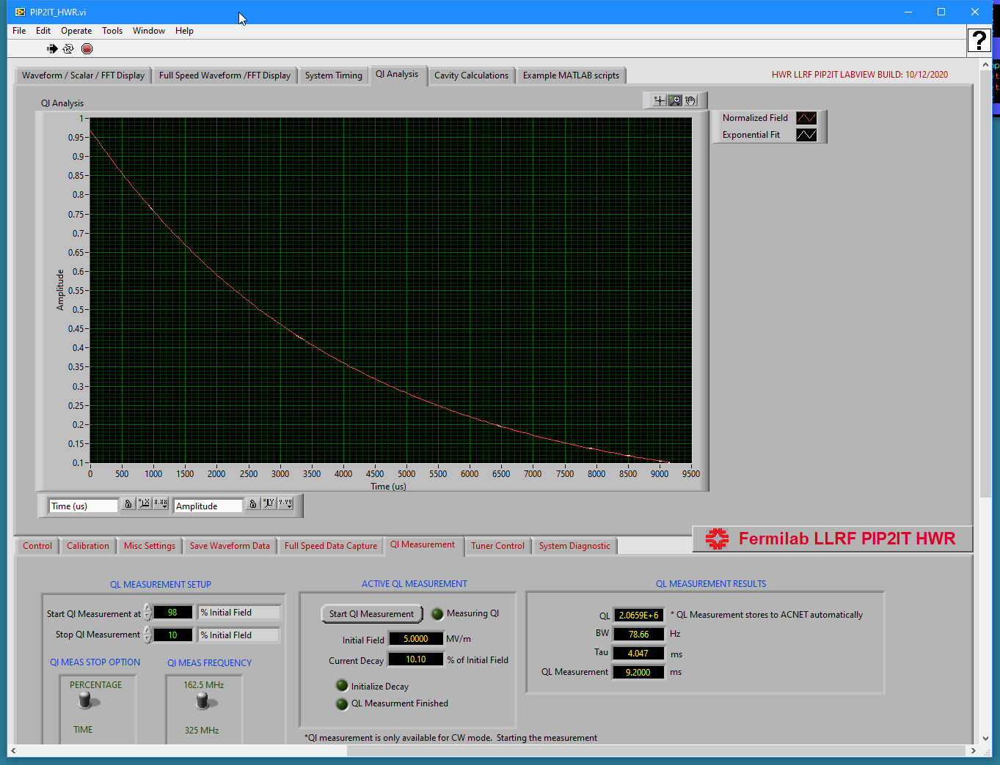 PIP2IT_HWR.vi
File Edit Operate Tools Window Help
?
Waveform / Scalar / FFT Display Full Speed Waveform /FFT Display System Timing QI Analysis Cavity Calculations Example MATLAB scripts HWR LLRF PIP2IT LABVIEW BUILD: 10/12/2020
QI Analysis
Normalized Field
Exponential Fit
1
0.95
0.9
0.85
0.8
0.75
0.7
0.65
0.6
0.55
0.5
0.45
0.4
0.35
0.3
0.25
0.2
0.15
0.1
Amplitude
0 500 1000 1500 2000 2500 3000 3500 4000 4500 5000 5500 6000 6500 7000 7500 8000 8500 9000 9500
Time (us)
Time (us) Amplitude
Fermilab LLRF PIP2IT HWR
Control Calibration Misc Settings Save Waveform Data Full Speed Data Capture QI Measurement Tuner Control System Diagnostic
QL MEASUREMENT SETUP
Start QI Measurement at 98 % Initial Field
Stop QI Measurement 10 % Initial Field
QI MEAS STOP OPTION QI MEAS FREQUENCY
PERCENTAGE 162.5 MHz
TIME 325 MHz
ACTIVE QL MEASUREMENT
Start QI Measurement Measuring QI
Initial Field 5.0000 MV/m
Current Decay 10.10 % of Initial Field
Initialize Decay
QL Measurment Finished
*QI measurement is only available for CW mode. Starting the measurement
QL MEASUREMENT RESULTS
QL 2.0659E+6 * QL Measurement stores to ACNET automatically
BW 78.66 Hz
Tau 4.047 ms
QL Measurement 9.2000 ms